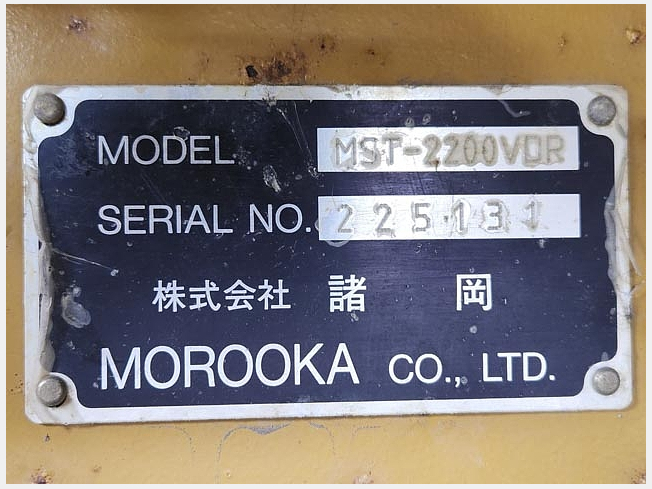 MODEL MST-2200VDR
SERIAL NO. 225131
株式会社 諸 岡
MOROOKA CO., LTD.